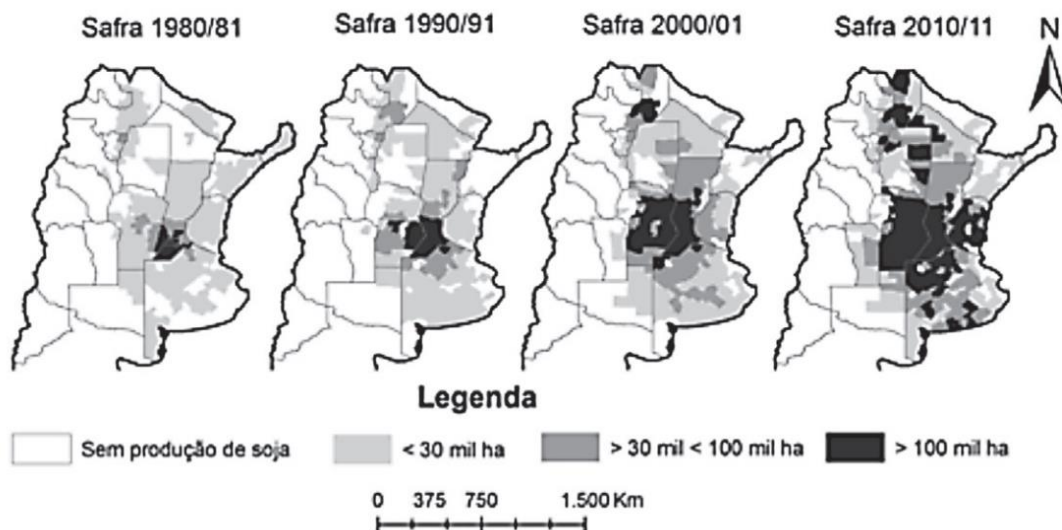 Safra 1980/81
Safra 1990/91
Safra 2000/01
Safra 2010/11
N
Legenda
Sem produção de soja
< 30 mil ha
> 30 mil < 100 mil ha
> 100 mil ha
0 375 750 1.500 Km